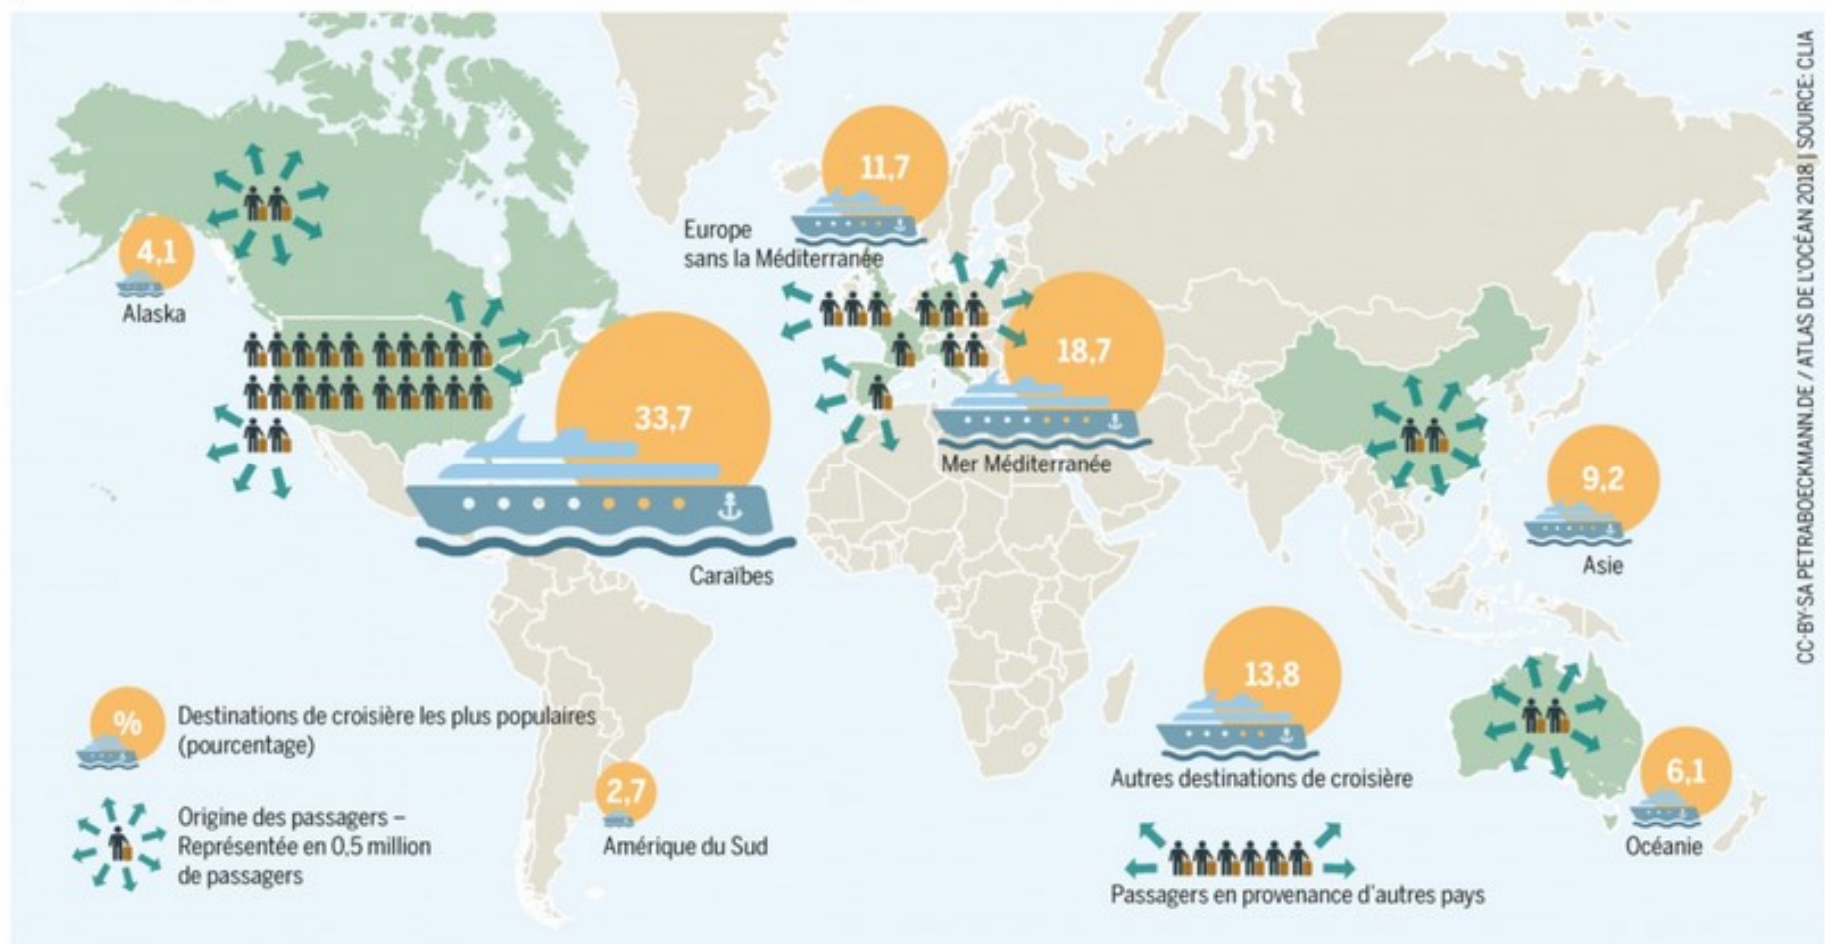 11,7
Europe
sans la Méditerranée
4,1
Alaska
18,7
Mer Méditerranée
33,7
Caraïbes
9,2
Asie
13,8
Autres destinations de croisière
Passagers en provenance d'autres pays
6,1
Océanie
2,7
Amérique du Sud
%
Destinations de croisière les plus populaires
(pourcentage)
Origine des passagers –
Représentée en 0,5 million
de passagers
CC-BY-SA PETRABOECKMANN.DE / ATLAS DE L'OCÉAN 2018 | SOURCE: CLIA